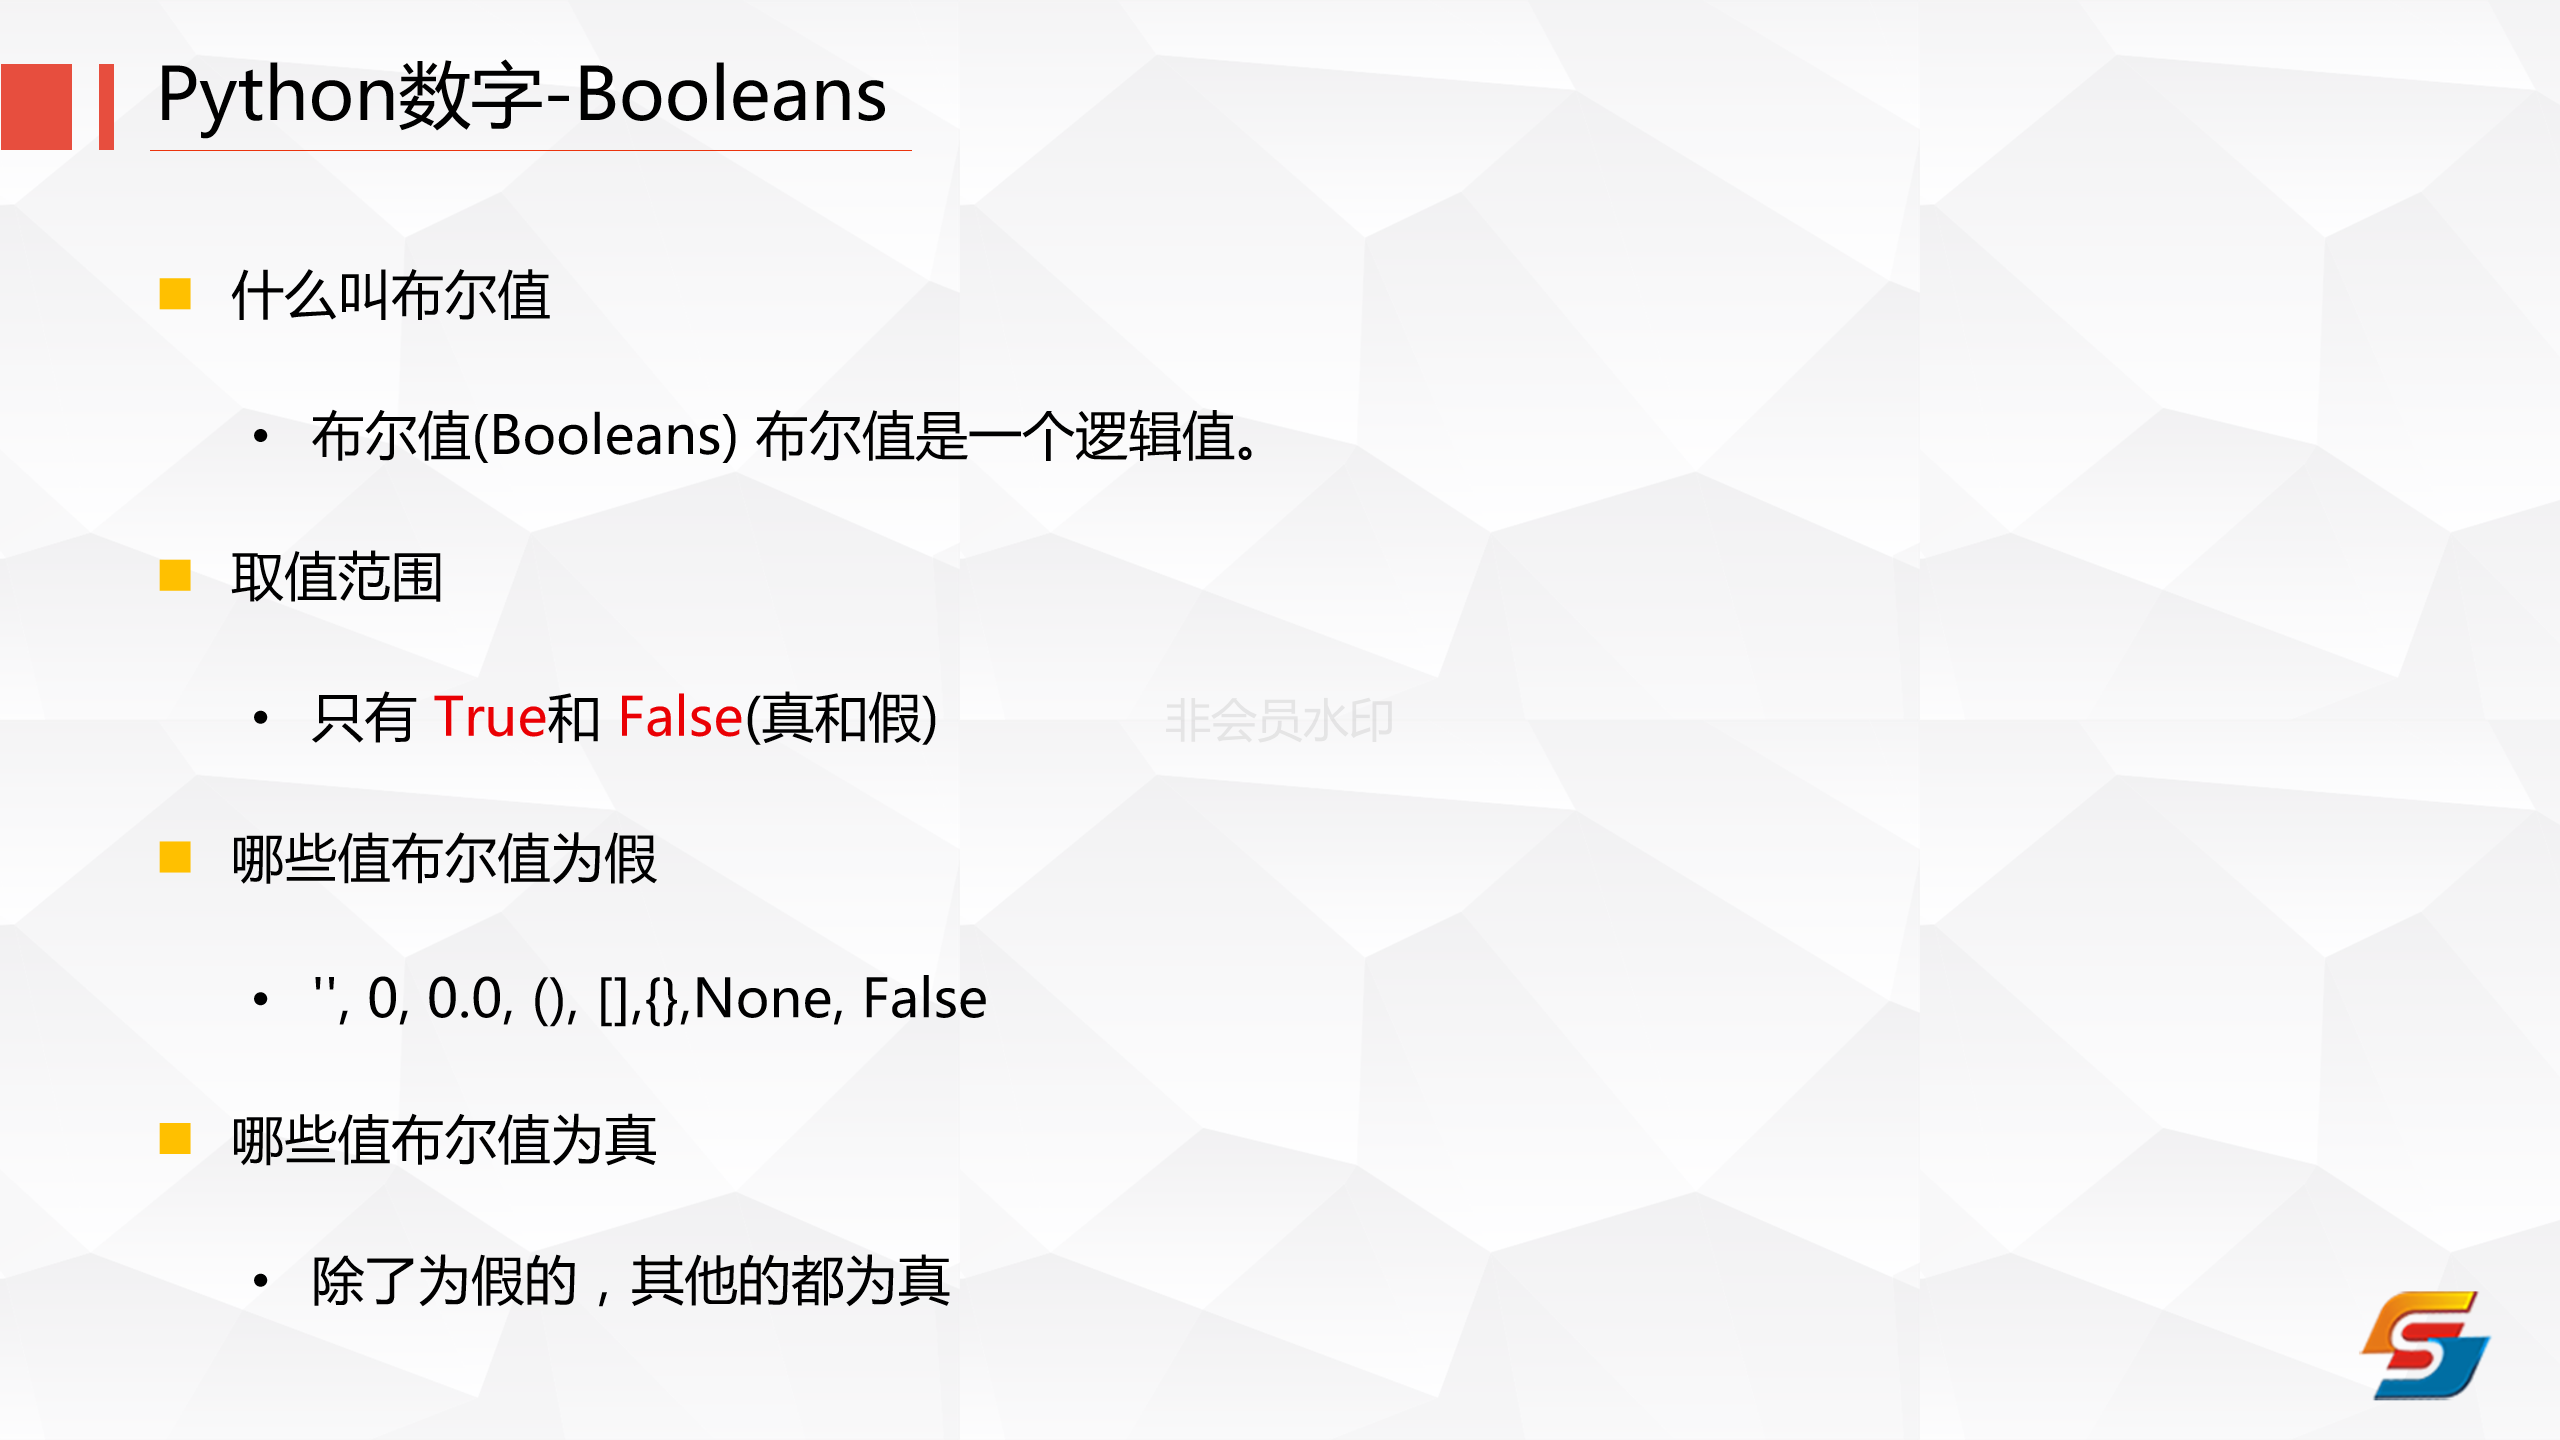 Python数字-Booleans
什么叫布尔值
• 布尔值(Booleans) 布尔值是一个逻辑值。
取值范围
• 只有 True和 False(真和假)
非会员水印
哪些值布尔值为假
• '', 0, 0.0, (), [],{},None, False
哪些值布尔值为真
• 除了为假的，其他的都为真